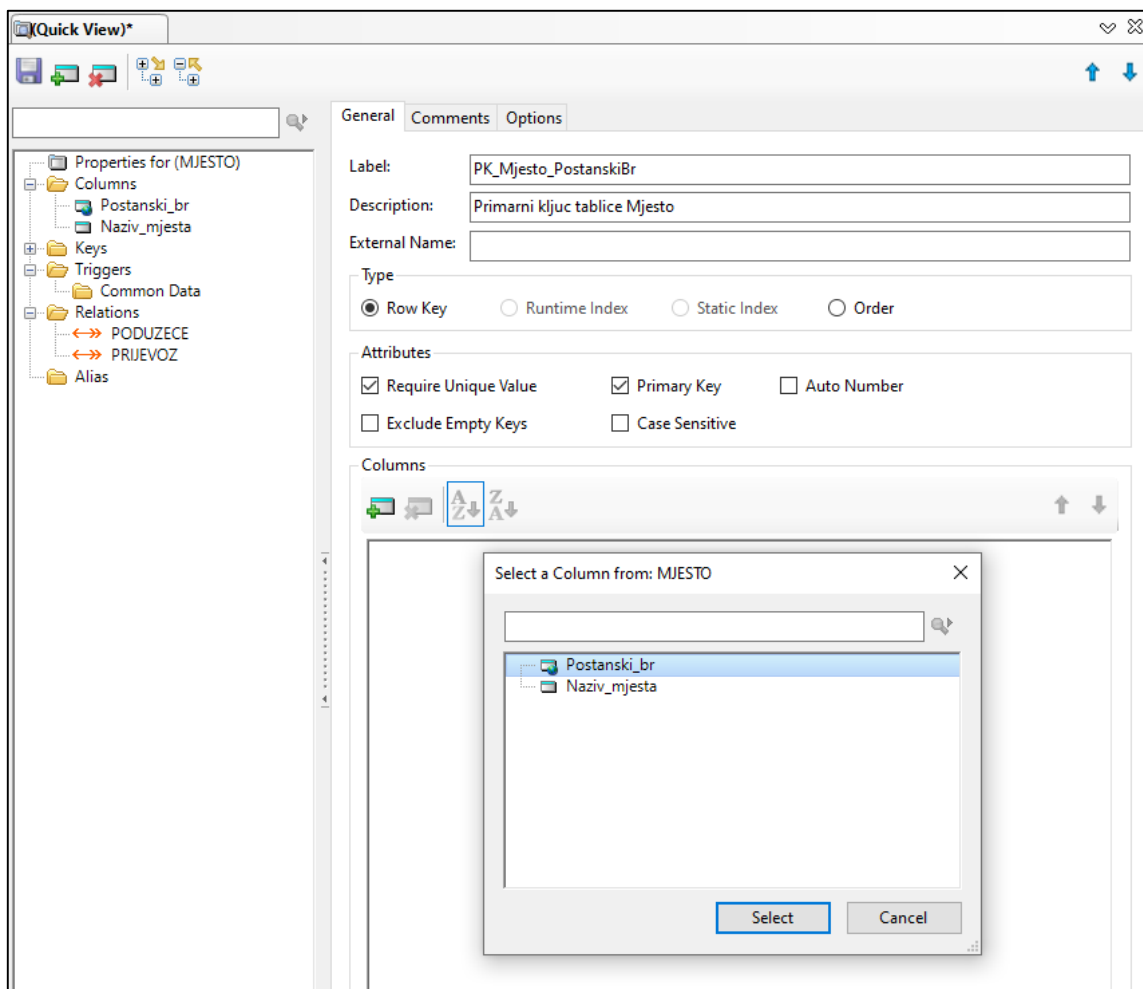 (Quick View)*
General Comments Options
Properties for (MJESTO)
Columns
Postanski_br
Naziv_mjesta
Keys
Triggers
Common Data
Relations
PODUZECE
PRIJEVOZ
Alias
Label: PK_Mjesto_PostanskiBr
Description: Primarni kljuc tablice Mjesto
External Name:
Type
Row Key Runtime Index Static Index Order
Attributes
Require Unique Value Primary Key Auto Number
Exclude Empty Keys Case Sensitive
Columns
A Z Z A
Select a Column from: MJESTO
Postanski_br
Naziv_mjesta
Select Cancel